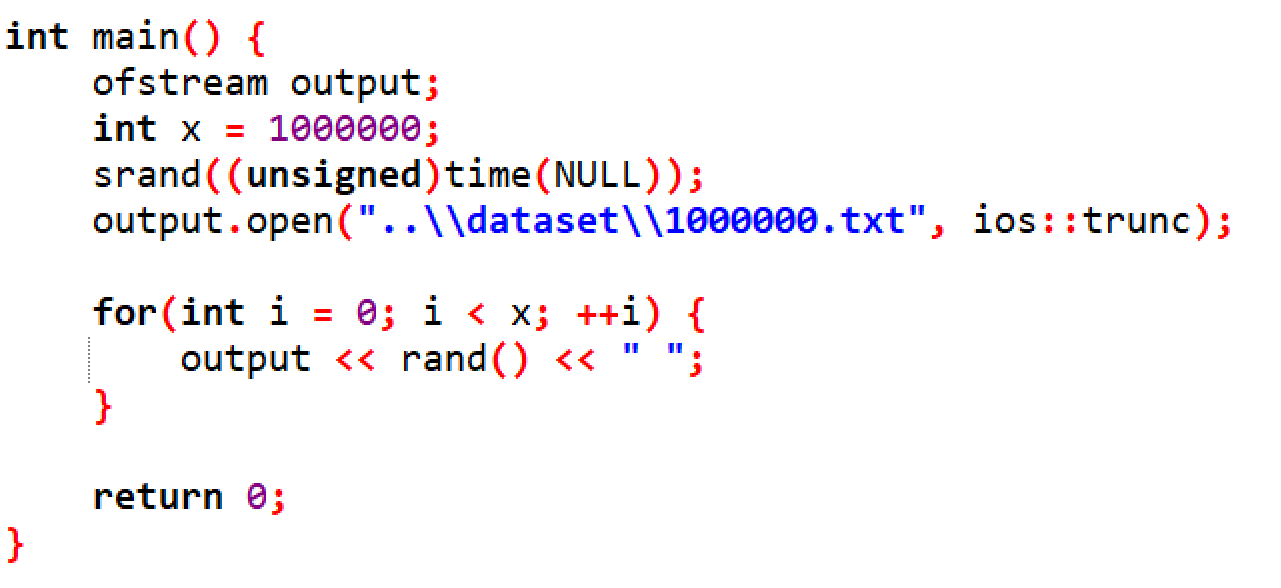 int main() {
    ofstream output;
    int x = 1000000;
    srand((unsigned)time(NULL));
    output.open("..\\dataset\\1000000.txt", ios::trunc);

    for(int i = 0; i < x; ++i) {
        output << rand() << " ";
    }

    return 0;
}